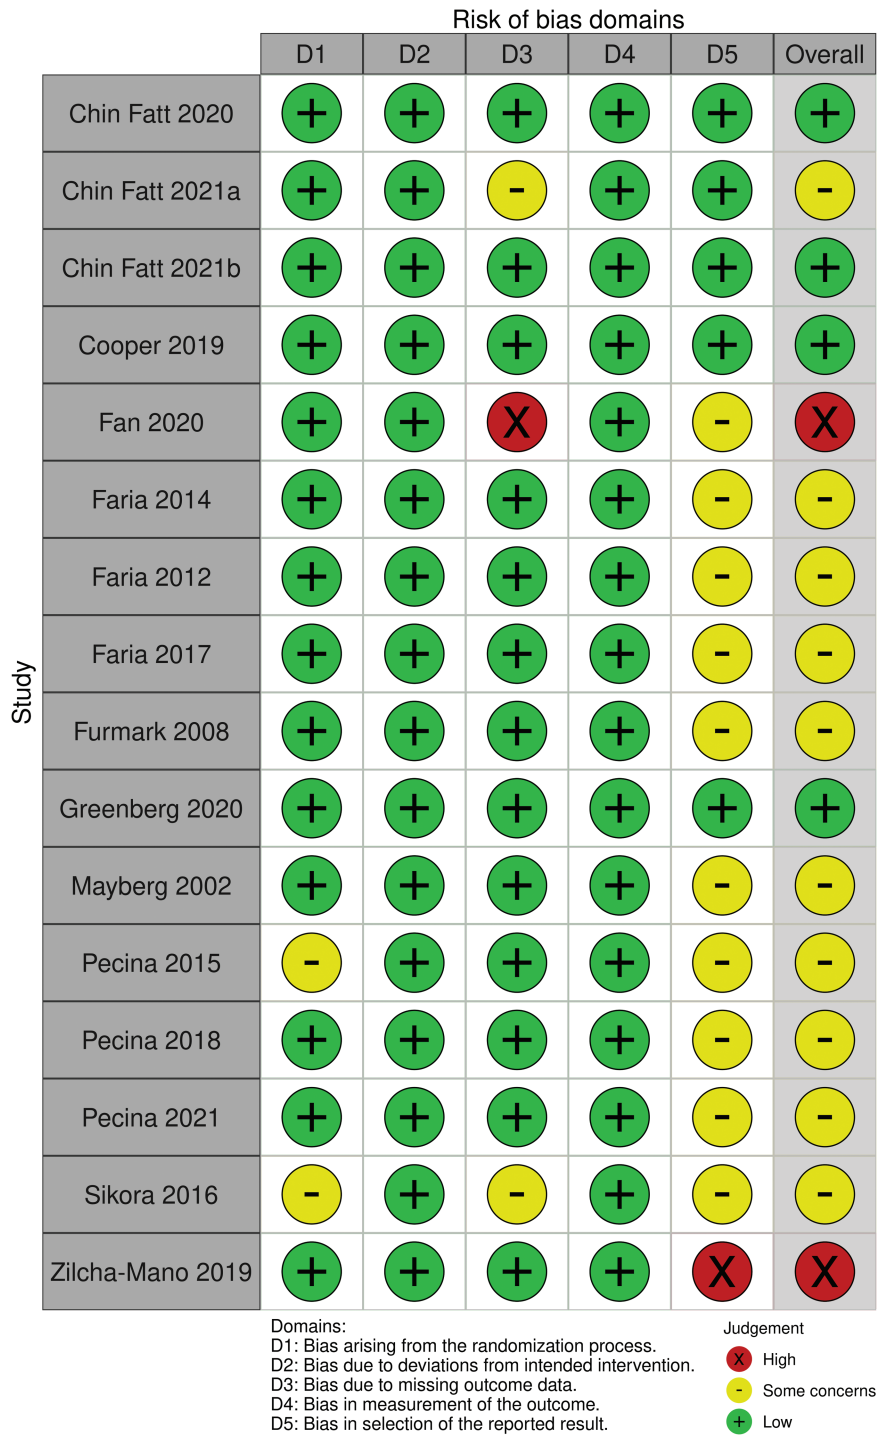 Risk of bias domains
D1 D2 D3 D4 D5 Overall
Study
Chin Fatt 2020 + + + + + +
Chin Fatt 2021a + + - + + -
Chin Fatt 2021b + + + + + +
Cooper 2019 + + + + + +
Fan 2020 + + X + - X
Faria 2014 + + + + - -
Faria 2012 + + + + - -
Faria 2017 + + + + - -
Furmark 2008 + + + + - -
Greenberg 2020 + + + + + +
Mayberg 2002 + + + + - -
Pecina 2015 - + + + - -
Pecina 2018 + + + + - -
Pecina 2021 + + + + - -
Sikora 2016 - + - + - -
Zilcha-Mano 2019 + + + + X X
Domains:
D1: Bias arising from the randomization process.
D2: Bias due to deviations from intended intervention.
D3: Bias due to missing outcome data.
D4: Bias in measurement of the outcome.
D5: Bias in selection of the reported result.
Judgement
X High
- Some concerns
+ Low